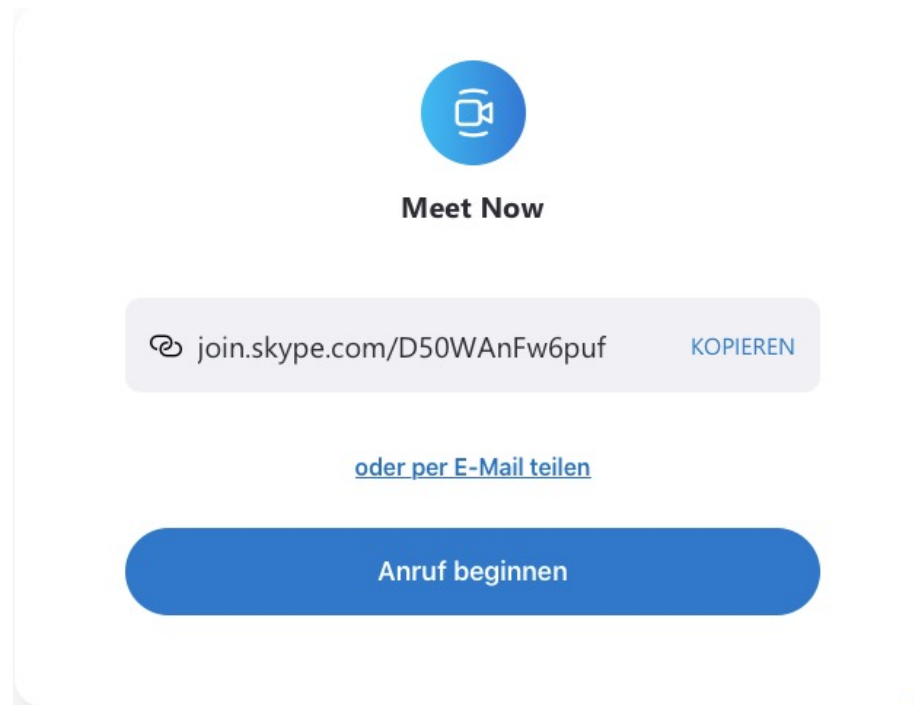 Meet Now
join.skype.com/D50WAnFw6puf KOPIEREN
oder per E-Mail teilen
Anruf beginnen